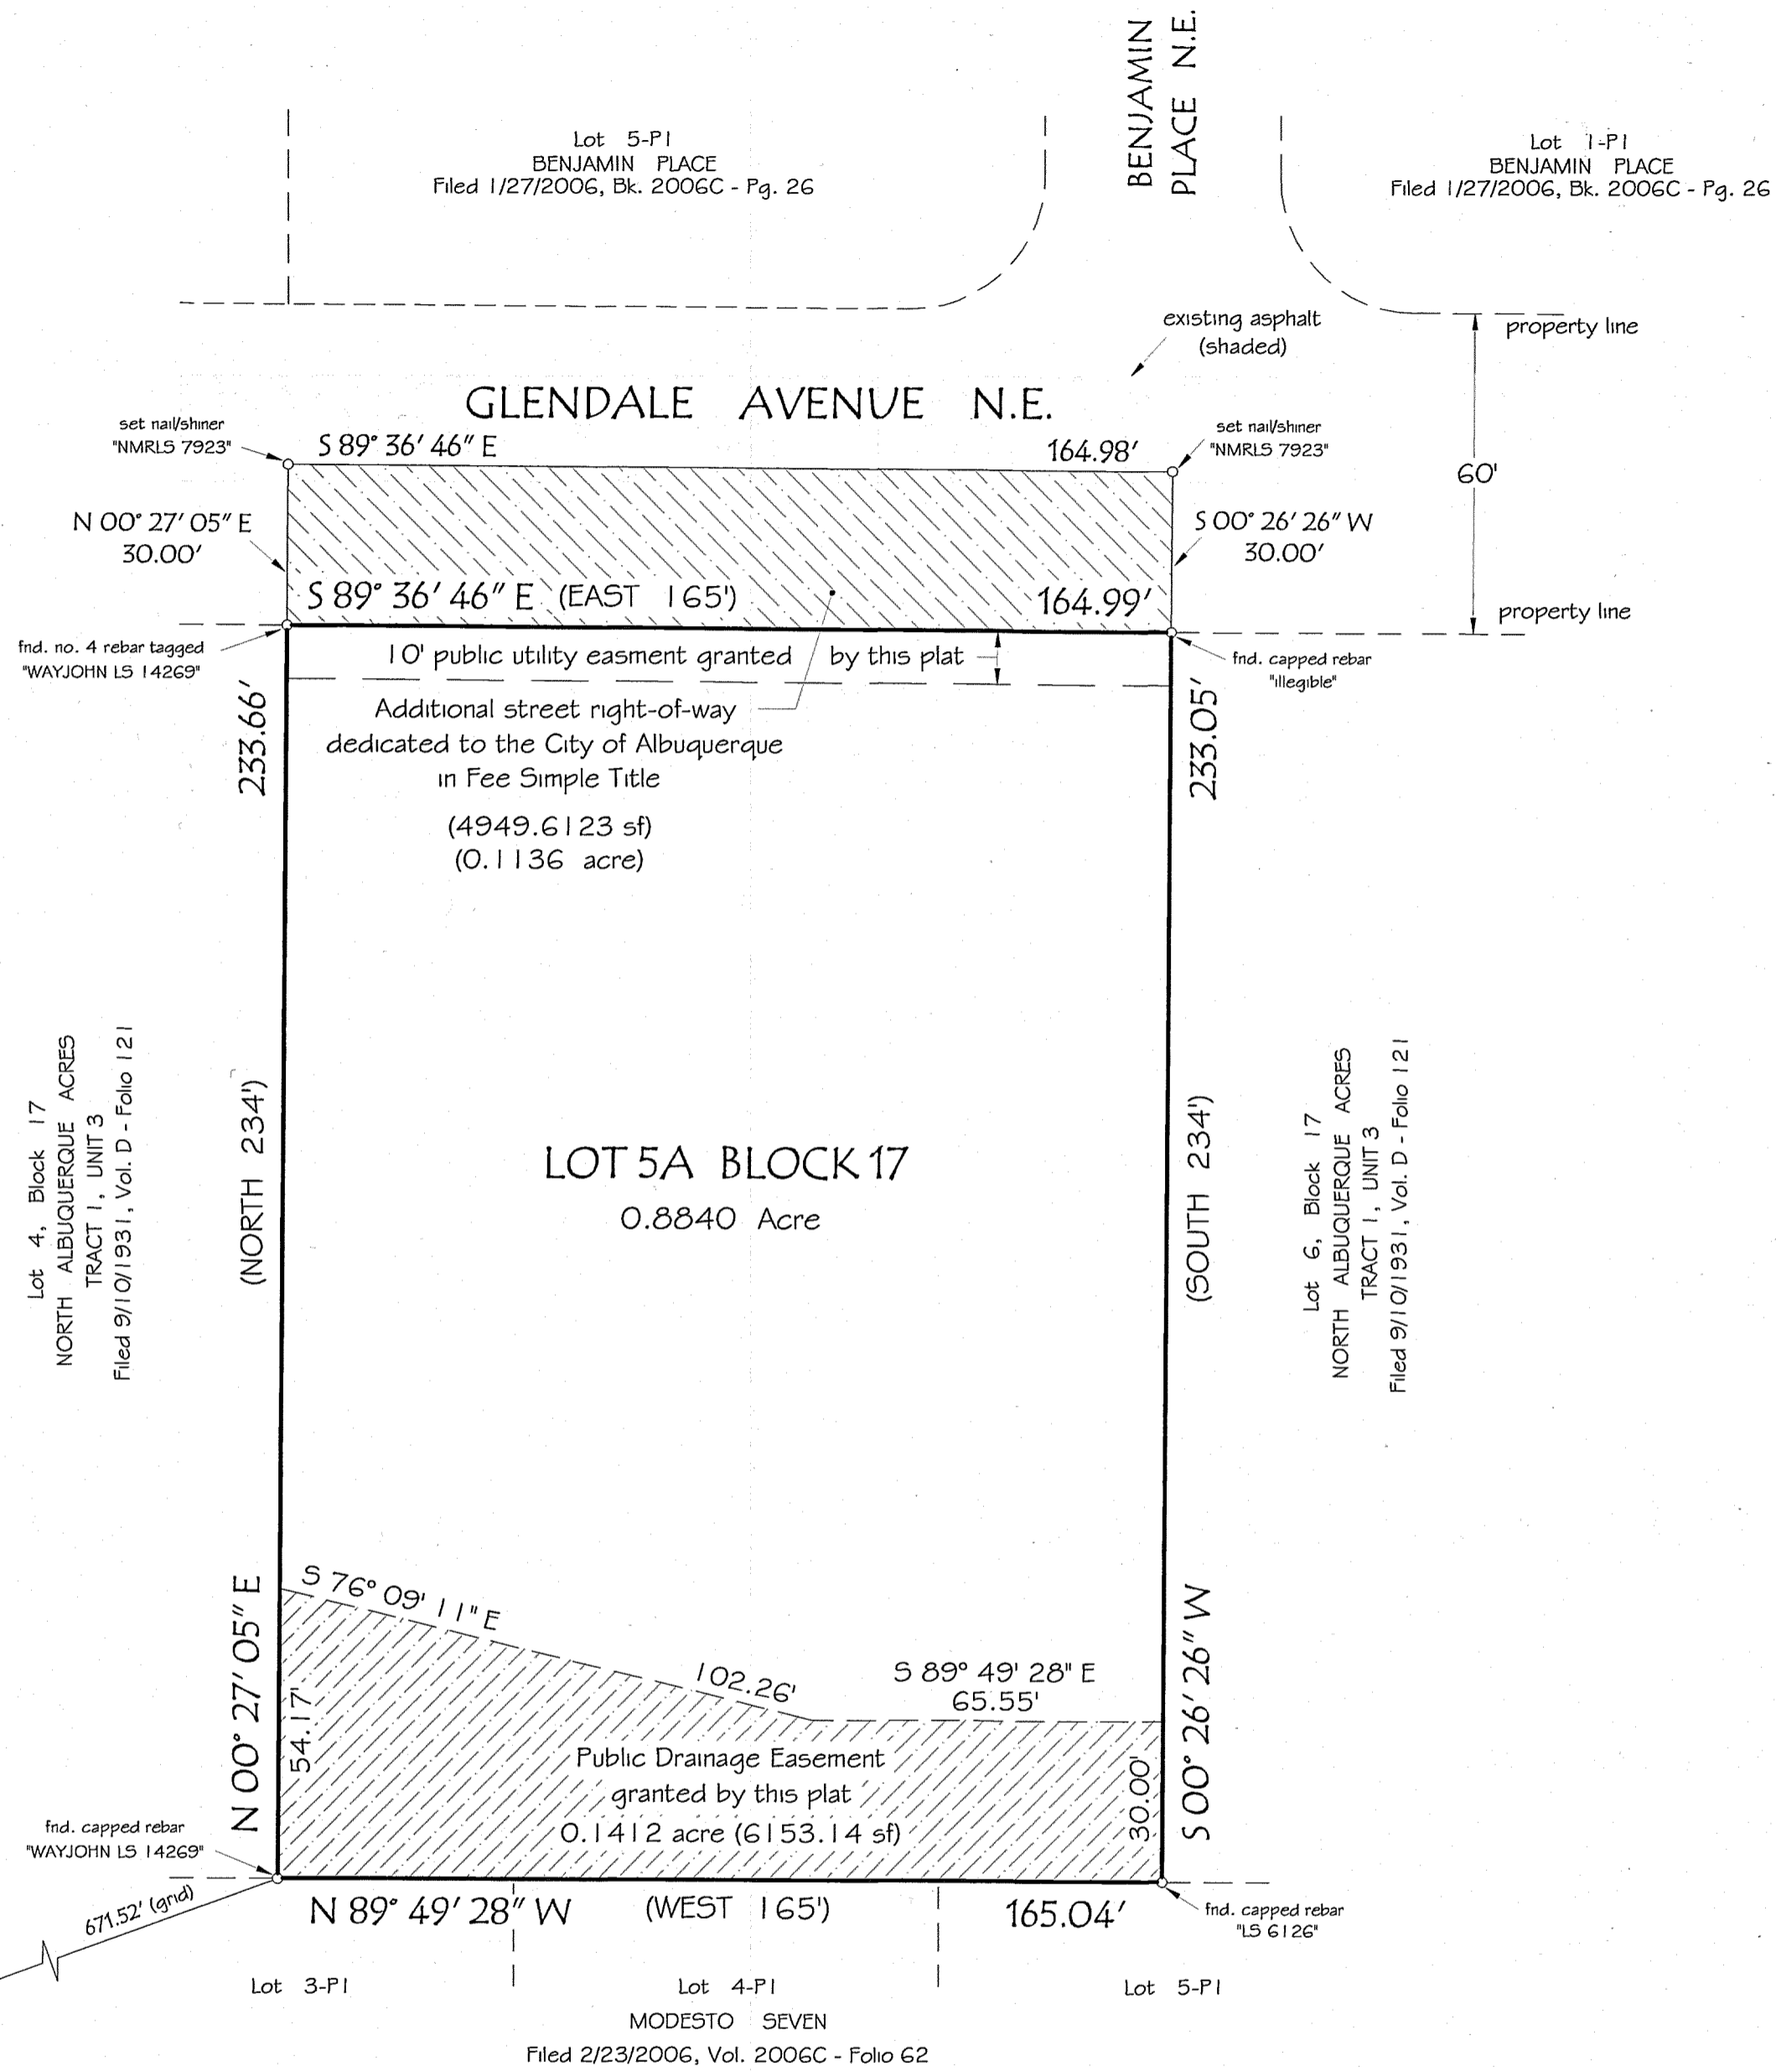 BENJAMIN
PLACE N.E.
Lot 5-P1
BENJAMIN PLACE
Filed 1/27/2006, Bk. 2006C - Pg. 26
Lot 1-P1
BENJAMIN PLACE
Filed 1/27/2006, Bk. 2006C - Pg. 26
existing asphalt
(shaded)
property line
GLENDALE AVENUE N.E.
set nail/shiner
"NMRLS 7923"
S 89° 36' 46" E
164.98'
set nail/shiner
"NMRLS 7923"
60'
N 00° 27' 05" E
30.00'
S 00° 26' 26" W
30.00'
S 89° 36' 46" E (EAST 165')
164.99'
property line
fnd. no. 4 rebar tagged
"WAYJOHN LS 14269"
10' public utility easment granted by this plat
fnd. capped rebar
"illegible"
Additional street right-of-way
dedicated to the City of Albuquerque
in Fee Simple Title
(4949.6123 sf)
(0.1136 acre)
233.66'
233.05'
Lot 4, Block 17
NORTH ALBUQUERQUE ACRES
TRACT 1, UNIT 3
Filed 9/10/1931, Vol. D - Folio 121
(NORTH 234')
LOT 5A BLOCK 17
0.8840 Acre
(SOUTH 234')
Lot 6, Block 17
NORTH ALBUQUERQUE ACRES
TRACT 1, UNIT 3
Filed 9/10/1931, Vol. D - Folio 121
N 00° 27' 05" E
S 76° 09' 11" E
102.26'
S 89° 49' 28" E
65.55'
S 00° 26' 26" W
54.17'
Public Drainage Easement
granted by this plat
0.1412 acre (6153.14 sf)
30.00'
fnd. capped rebar
"WAYJOHN LS 14269"
671.52' (grid)
N 89° 49' 28" W
(WEST 165')
165.04'
fnd. capped rebar
"LS 6126"
Lot 3-P1
Lot 4-P1
Lot 5-P1
MODESTO SEVEN
Filed 2/23/2006, Vol. 2006C - Folio 62